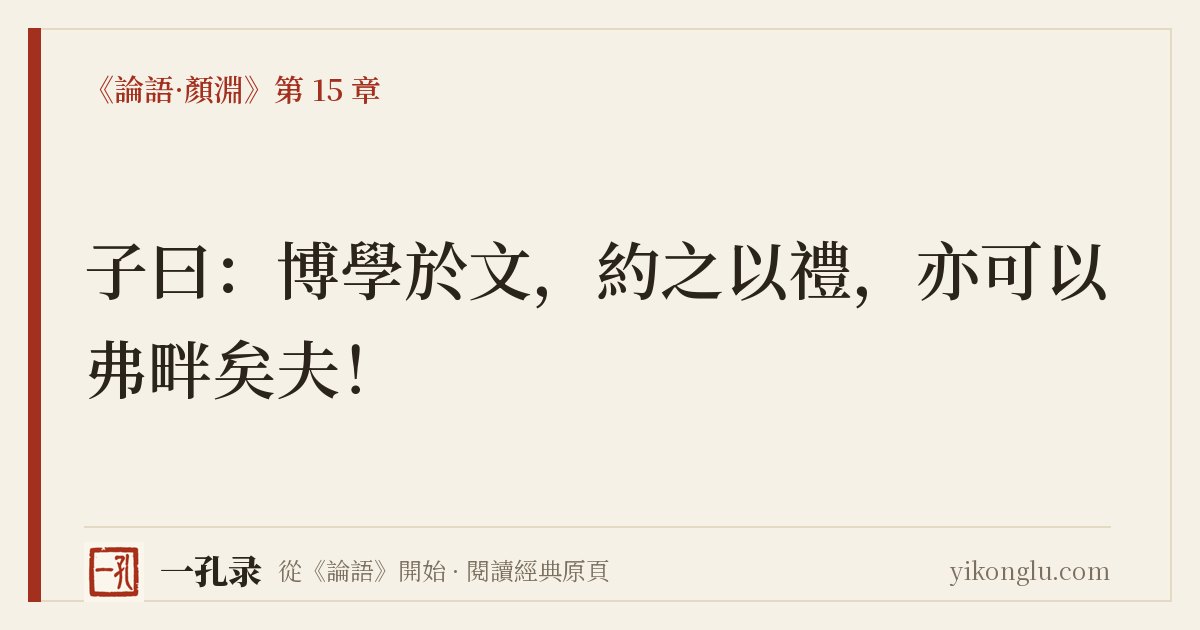 《論語·顏淵》第 15 章
子曰：博學於文，約之以禮，亦可以
弗畔矣夫！
一孔
一孔录 從《論語》開始 · 閱讀經典原頁
yikonglu.com